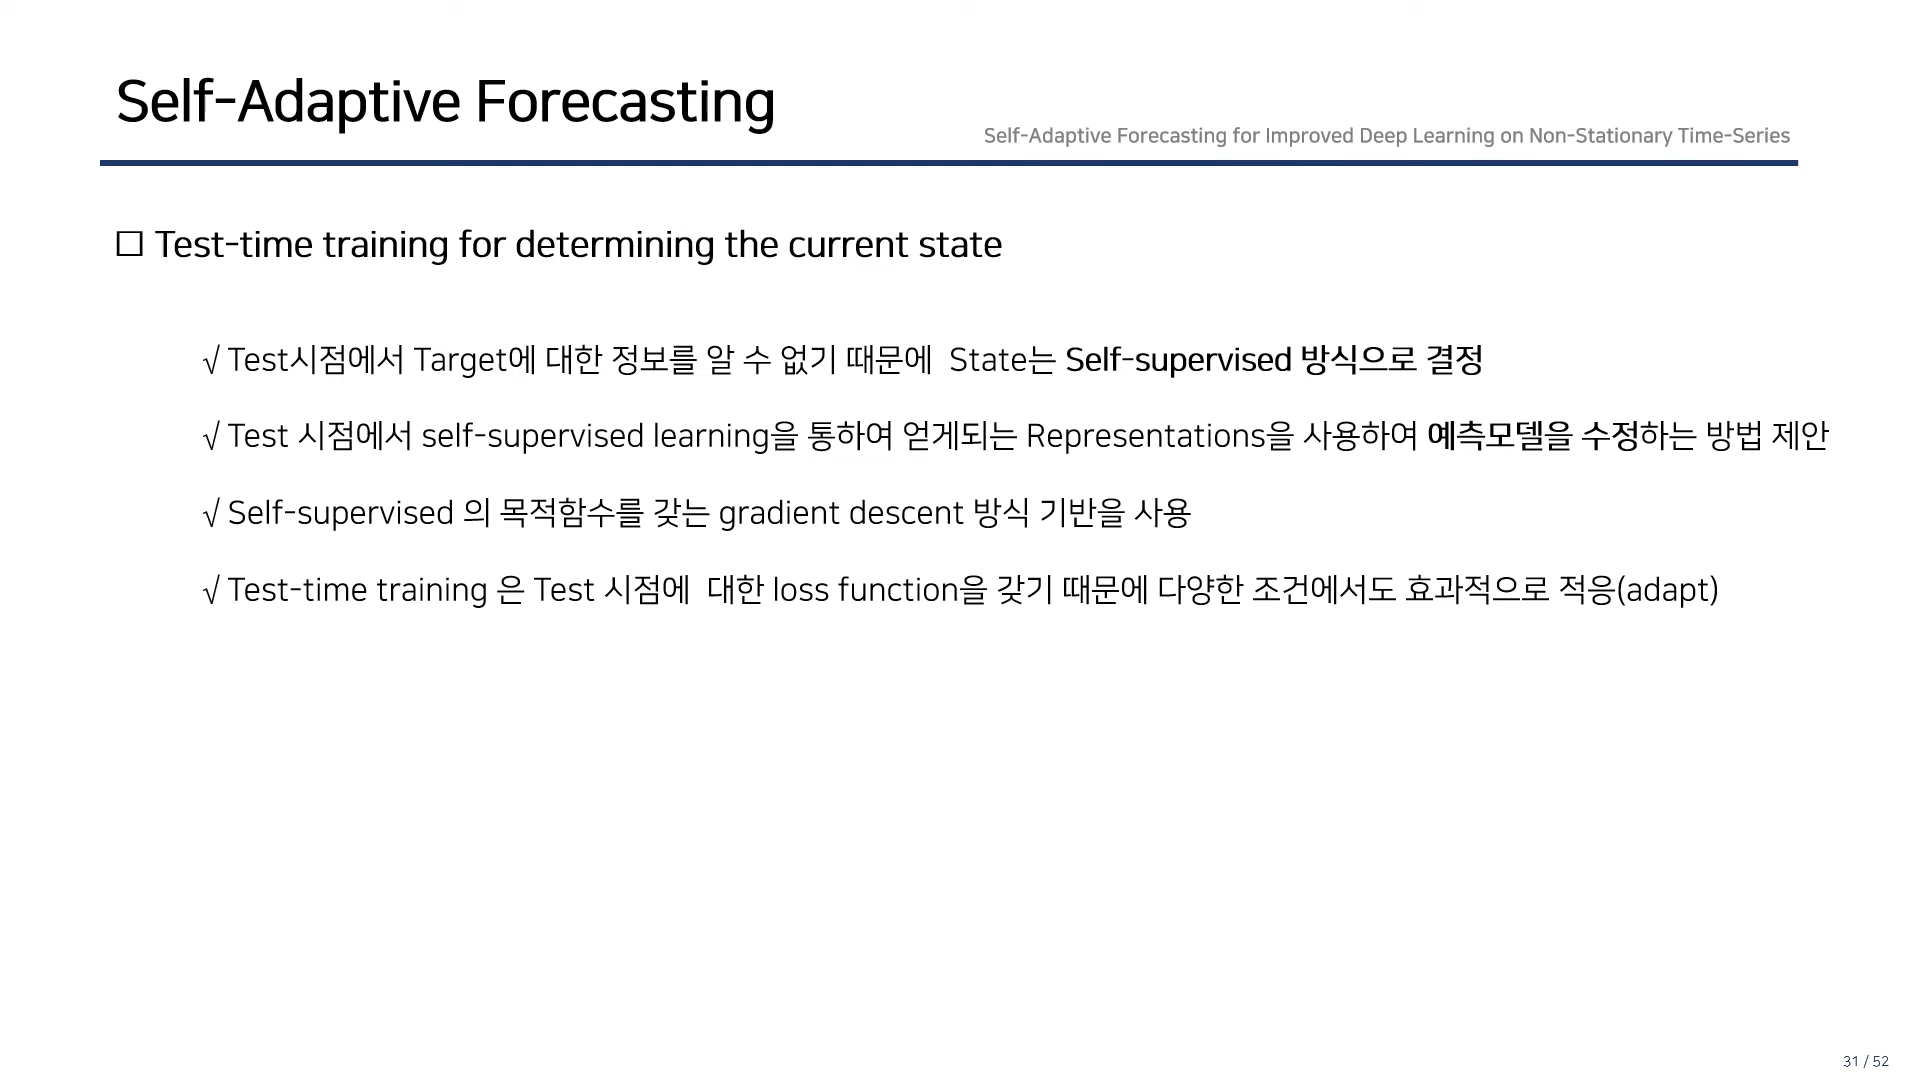 Self-Adaptive Forecasting
Self-Adaptive Forecasting for Improved Deep Learning on Non-Stationary Time-Series
□ Test-time training for determining the current state
√ Test시점에서 Target에 대한 정보를 알 수 없기 때문에 State는 Self-supervised 방식으로 결정
√ Test 시점에서 self-supervised learning을 통하여 얻게되는 Representations을 사용하여 예측모델을 수정하는 방법 제안
√ Self-supervised 의 목적함수를 갖는 gradient descent 방식 기반을 사용
√ Test-time training 은 Test 시점에 대한 loss function을 갖기 때문에 다양한 조건에서도 효과적으로 적응(adapt)
31 / 52